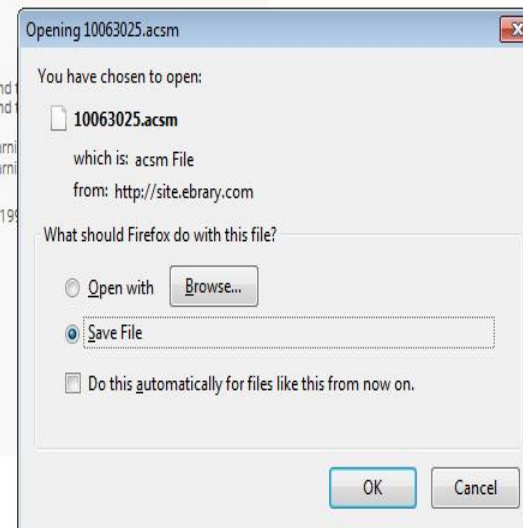 Opening 10063025.acsm
You have chosen to open:
10063025.acsm
which is: acsm File
from: http://site.ebrary.com
What should Firefox do with this file?
Open with
Browse...
Save File
Do this automatically for files like this from now on.
OK
Cancel